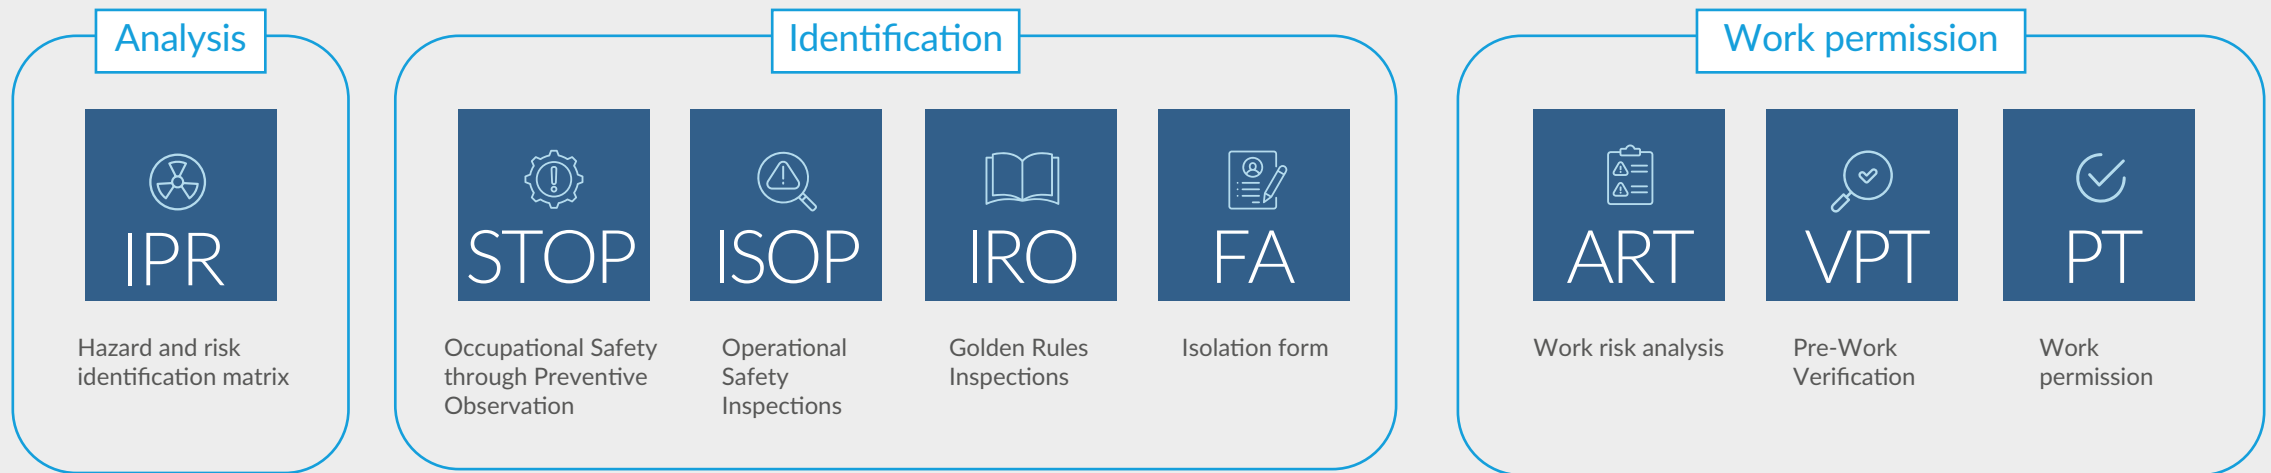 Analysis
IPR
Hazard and risk
identification matrix
Identification
STOP
Occupational Safety
through Preventive
Observation
ISOP
Operational
Safety
Inspections
IRO
Golden Rules
Inspections
FA
Isolation form
Work permission
ART
Work risk analysis
VPT
Pre-Work
Verification
PT
Work
permission